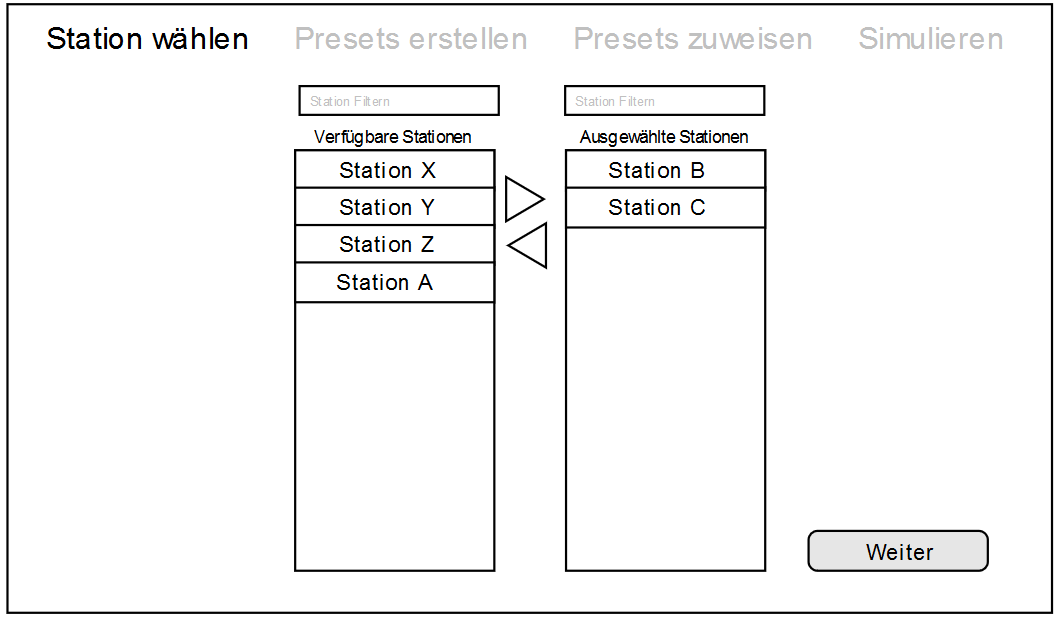 Station wählen Presets erstellen Presets zuweisen Simulieren
Station Filtern Station Filtern
Verfügbare Stationen Ausgewählte Stationen
Station X Station B
Station Y Station C
Station Z
Station A
Weiter